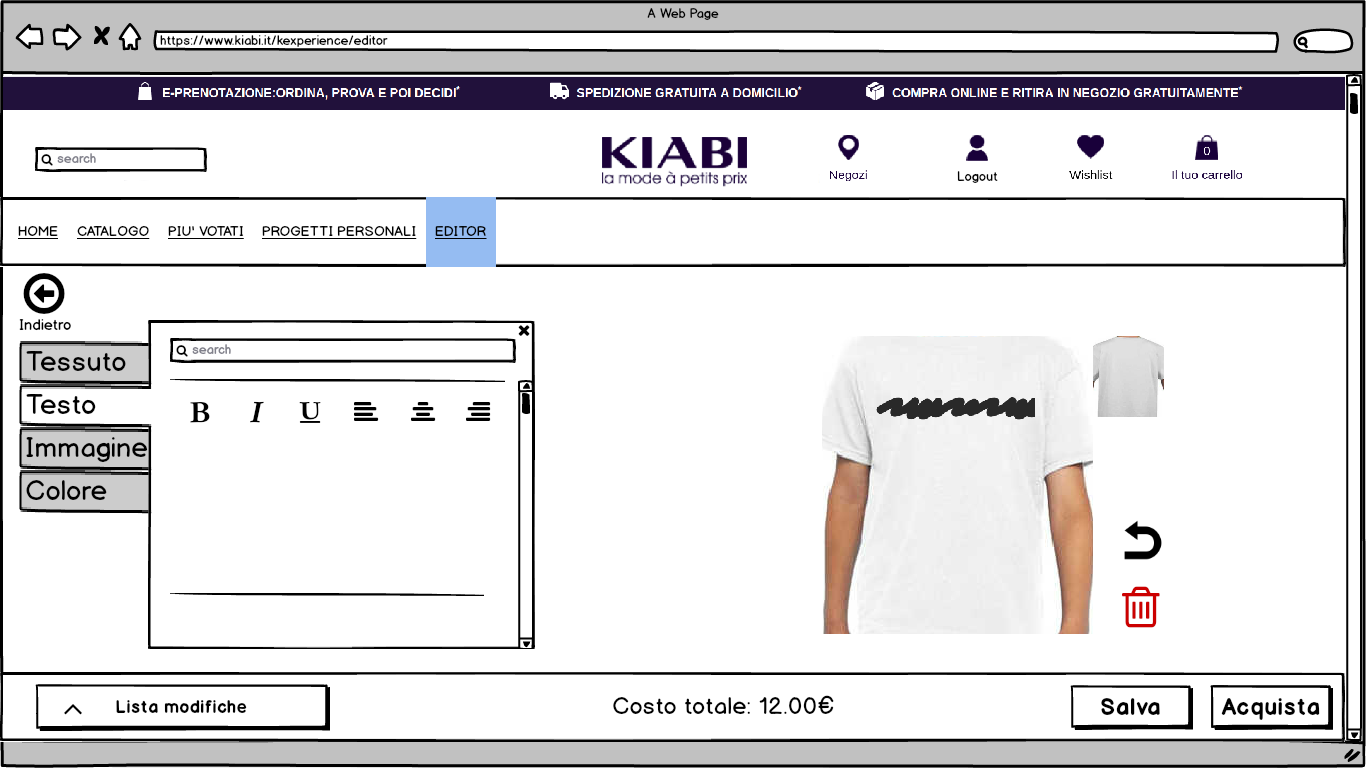 A Web Page
https://www.kiabi.it/kexperience/editor
E-PRENOTAZIONE:ORDINA, PROVA E POI DECIDI* SPEDIZIONE GRATUITA A DOMICILIO* COMPRA ONLINE E RITIRA IN NEGOZIO GRATUITAMENTE*
search
KIABI
la mode à petits prix
Negozi
Logout
Wishlist
0
Il tuo carrello
HOME CATALOGO PIU' VOTATI PROGETTI PERSONALI EDITOR
Indietro
Tessuto
Testo
Immagine
Colore
search
B I U
Lista modifiche
Costo totale: 12.00€
Salva
Acquista